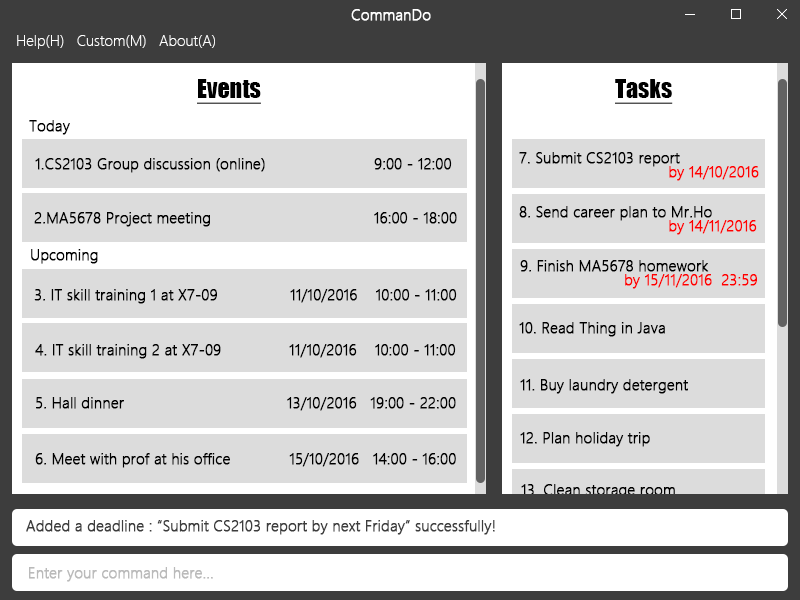 CommanDo
Help(H) Custom(M) About(A)
Events
Today
1.CS2103 Group discussion (online) 9:00 - 12:00
2.MA5678 Project meeting 16:00 - 18:00
Upcoming
3. IT skill training 1 at X7-09 11/10/2016 10:00 - 11:00
4. IT skill training 2 at X7-09 11/10/2016 10:00 - 11:00
5. Hall dinner 13/10/2016 19:00 - 22:00
6. Meet with prof at his office 15/10/2016 14:00 - 16:00
Tasks
7. Submit CS2103 report
by 14/10/2016
8. Send career plan to Mr.Ho
by 14/11/2016
9. Finish MA5678 homework
by 15/11/2016 23:59
10. Read Thing in Java
11. Buy laundry detergent
12. Plan holiday trip
13. Clean storage room
Added a deadline : “Submit CS2103 report by next Friday” successfully!
Enter your command here...